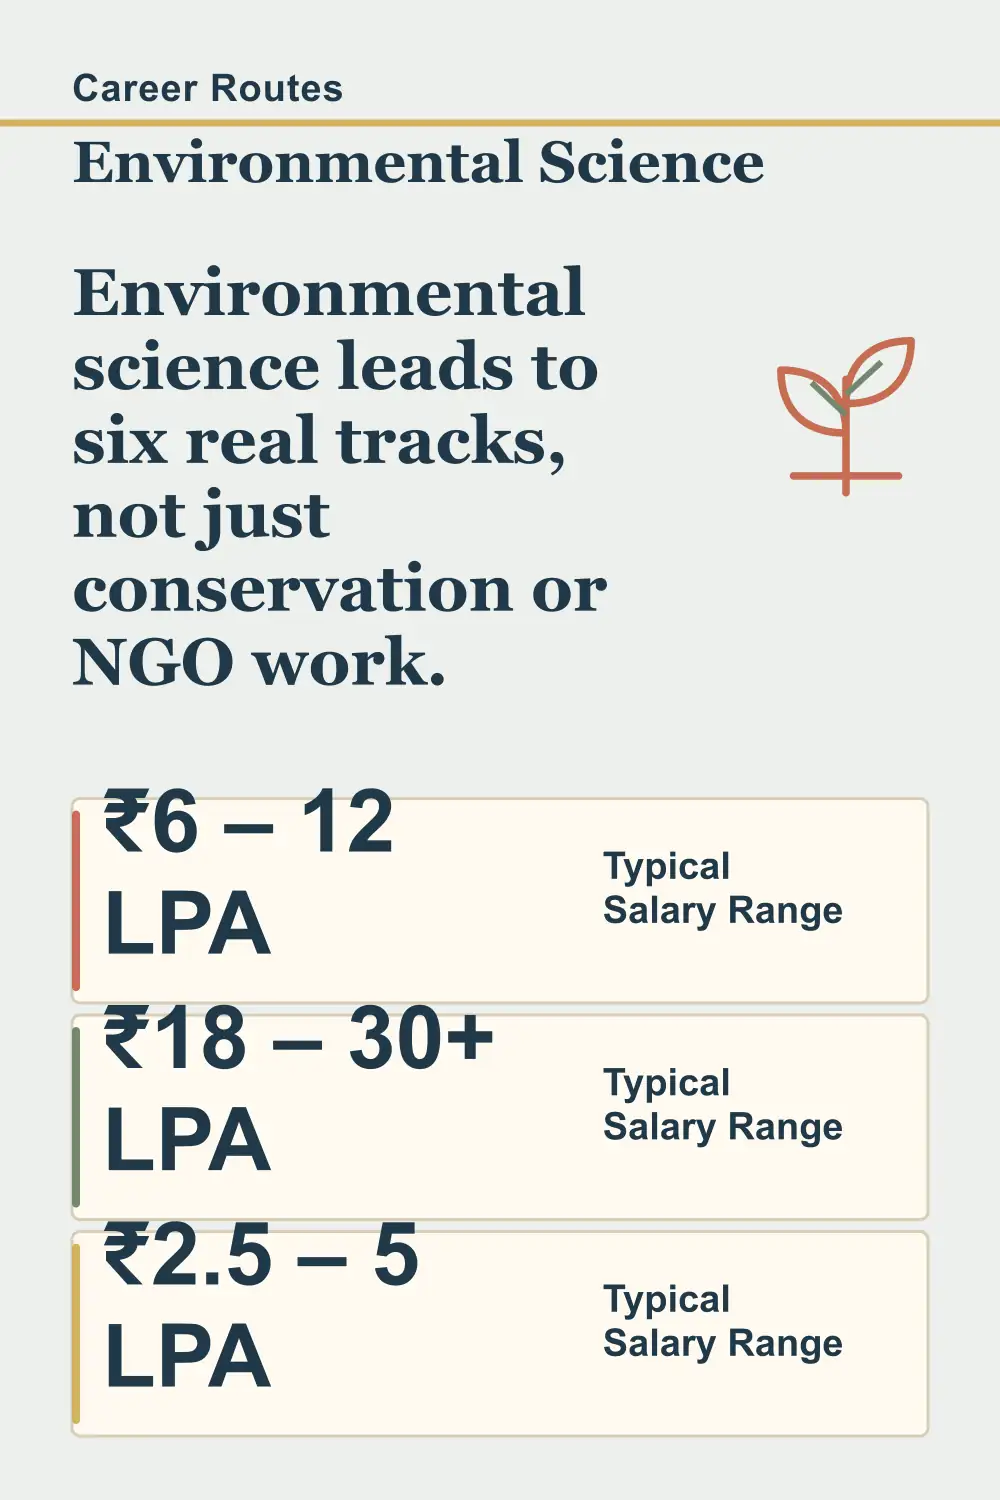 Career Routes
Environmental Science
Environmental
science leads to
six real tracks,
not just
conservation or
NGO work.
₹6 – 12
LPA
Typical
Salary Range
₹18 – 30+
LPA
Typical
Salary Range
₹2.5 – 5
LPA
Typical
Salary Range